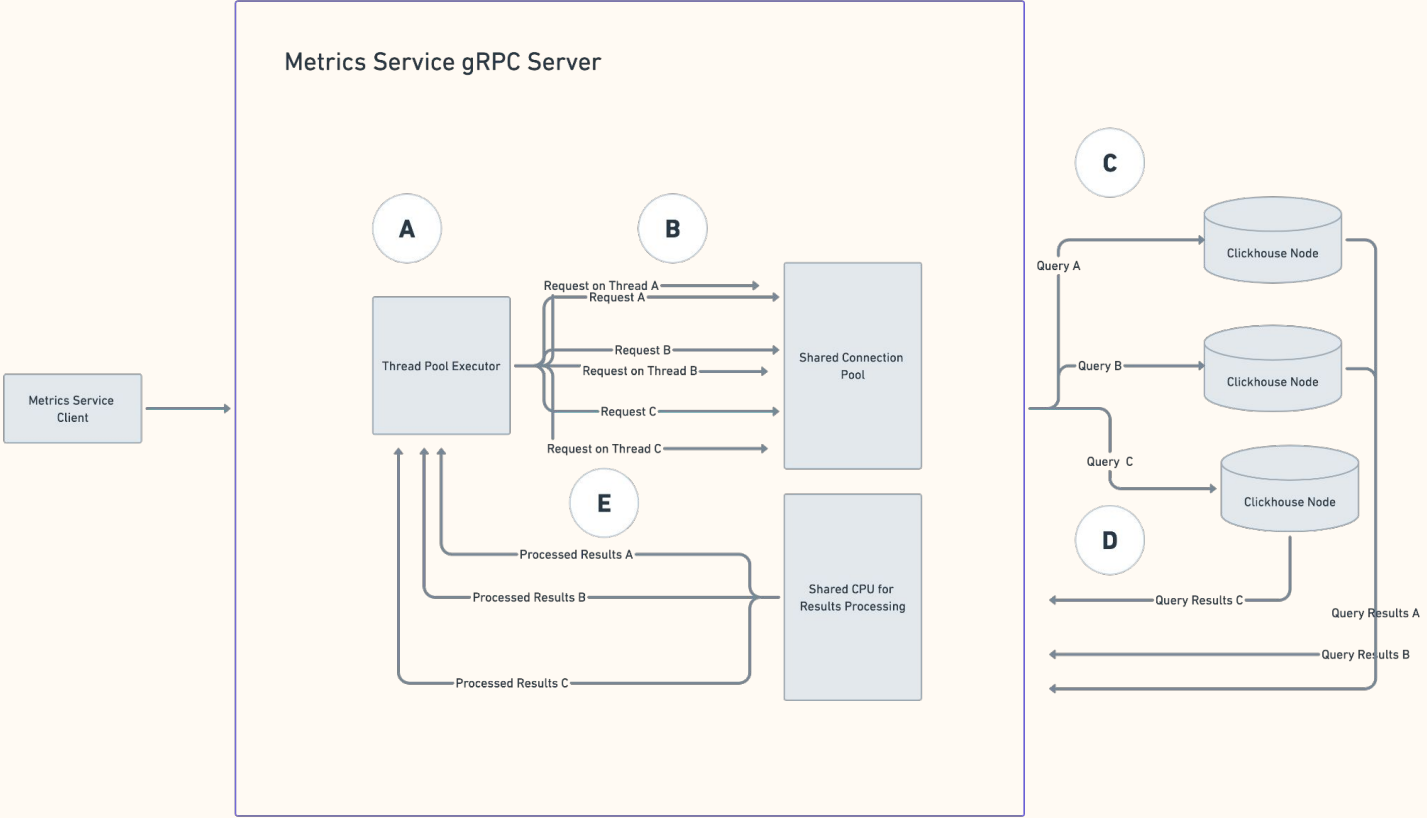 Metrics Service gRPC Server
C
A
B
Clickhouse Node
Query A
Request on Thread A
Request A
Request B
Shared Connection
Pool
Thread Pool Executor
Query B
Request on Thread B
Clickhouse Node
Metrics Service
Client
Request C
Request on Thread C
Query C
E
Clickhouse Node
D
Processed Results A
Processed Results B
Shared CPU for
Results Processing
Query Results C
Query Results A
Query Results B
Processed Results C